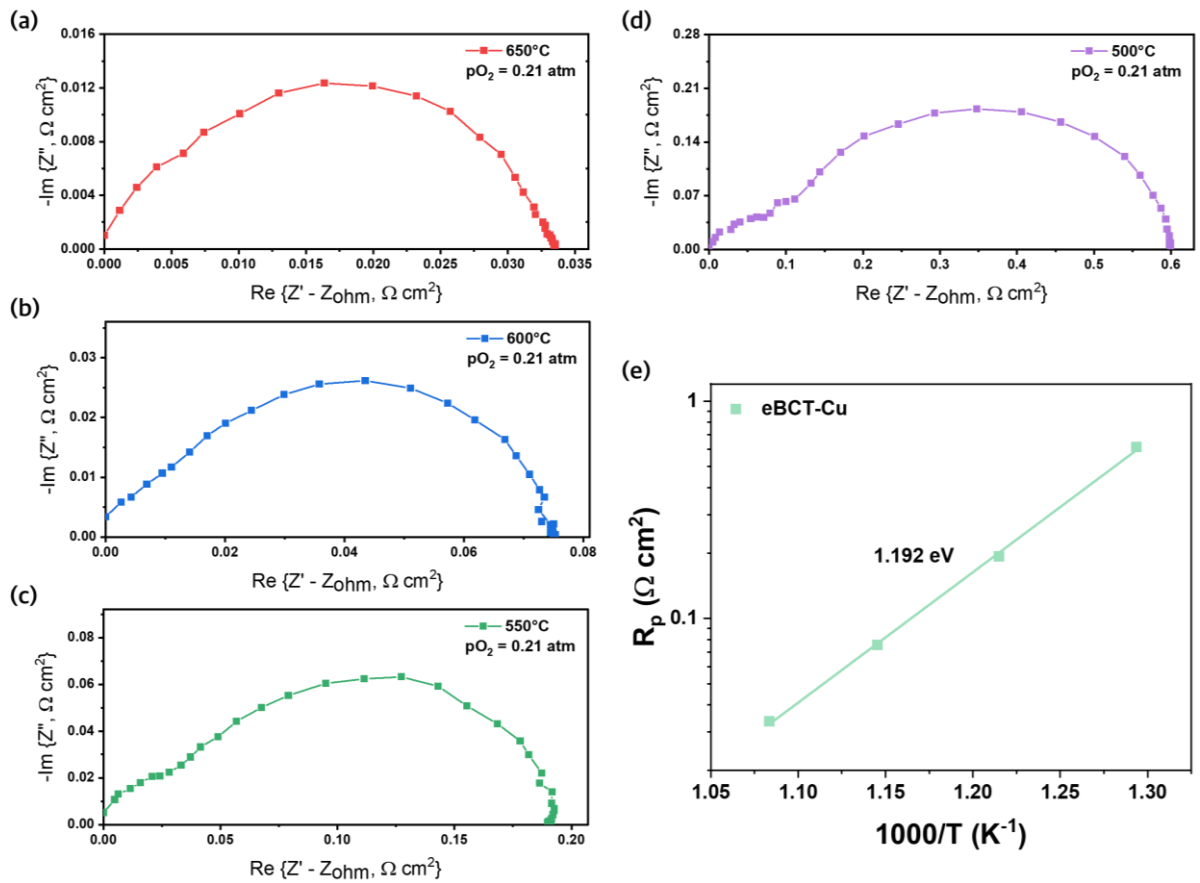 (a)
0.016
0.012
0.008
0.004
0.000
-Im {Z", Ω cm²}
650°C
pO₂ = 0.21 atm
0.000 0.005 0.010 0.015 0.020 0.025 0.030 0.035
Re {Z' - Zohm, Ω cm²}
(b)
0.03
0.02
0.01
0.00
-Im {Z", Ω cm²}
600°C
pO₂ = 0.21 atm
0.00 0.02 0.04 0.06 0.08
Re {Z' - Zohm, Ω cm²}
(c)
0.08
0.06
0.04
0.02
0.00
-Im {Z", Ω cm²}
550°C
pO₂ = 0.21 atm
0.00 0.05 0.10 0.15 0.20
Re {Z' - Zohm, Ω cm²}
(d)
0.28
0.21
0.14
0.07
0.00
-Im {Z", Ω cm²}
500°C
pO₂ = 0.21 atm
0.0 0.1 0.2 0.3 0.4 0.5 0.6
Re {Z' - Zohm, Ω cm²}
(e)
1
0.1
Rₚ (Ω cm²)
eBCT-Cu
1.192 eV
1.05 1.10 1.15 1.20 1.25 1.30
1000/T (K⁻¹)